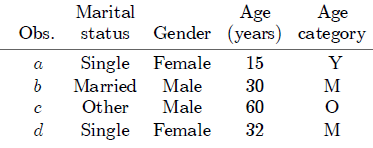 Marital Age Age
Obs. status Gender (years) category
a Single Female 15 Y
b Married Male 30 M
c Other Male 60 O
d Single Female 32 M